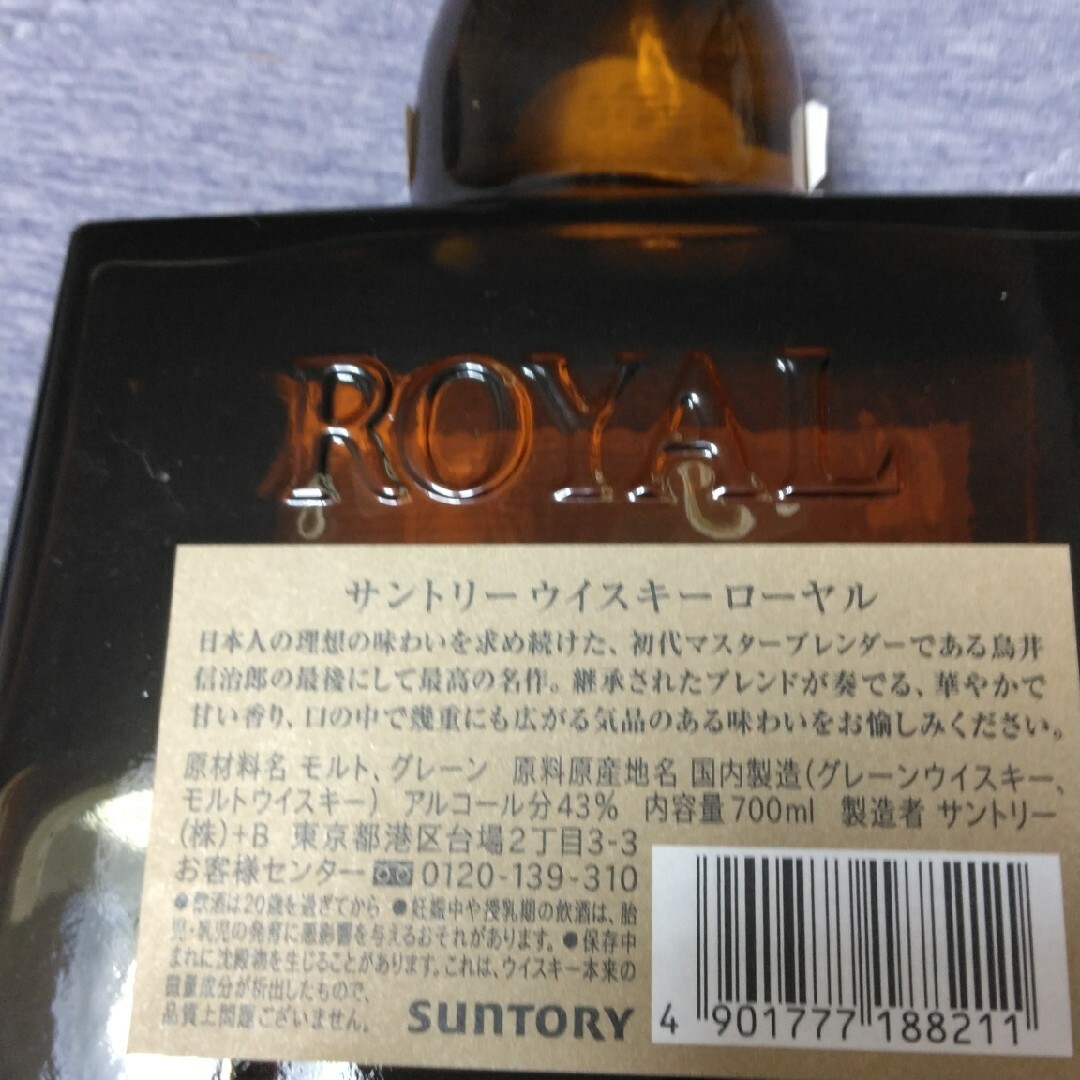 ROYAL
サントリーウイスキーローヤル
日本人の理想の味わいを求め続けた、初代マスターブレンダーである鳥井
信治郎の最後にして最高の名作。継承されたブレンドが奏でる、華やかで
甘い香り、口の中で幾重にも広がる気品のある味わいをお愉しみください。
原材料名 モルト、グレーン 原料原産地名 国内製造(グレーンウイスキー、
モルトウイスキー) アルコール分43% 内容量700ml 製造者 サントリー
(株)+B 東京都港区台場2丁目3-3
お客様センター 0120-139-310
●飲酒は20歳を過ぎてから ●妊娠中や授乳期の飲酒は、胎
児・乳児の発育に悪影響を与えるおそれがあります。●保存中
まれに沈殿物を生じることがあります。これは、ウイスキー本来の
微量成分が析出したもので、
品質上問題ございません。
SUNTORY
4 901777 188211